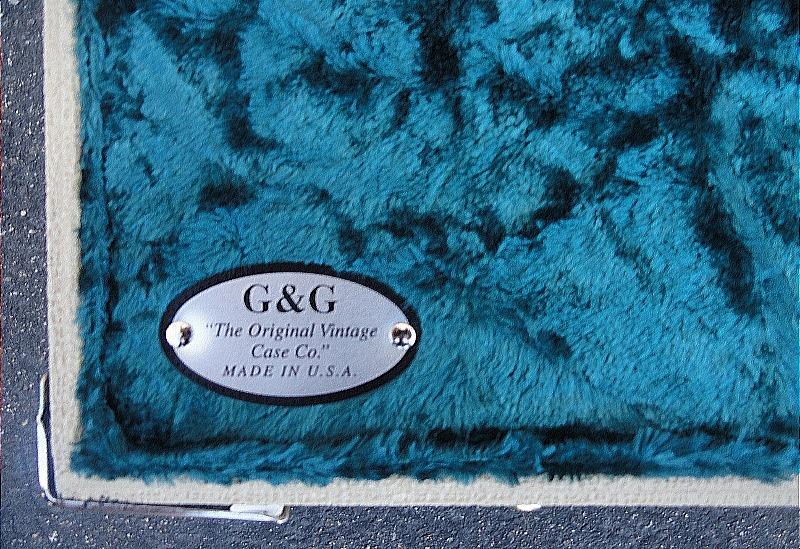 G&G
"The Original Vintage
Case Co."
MADE IN U.S.A.